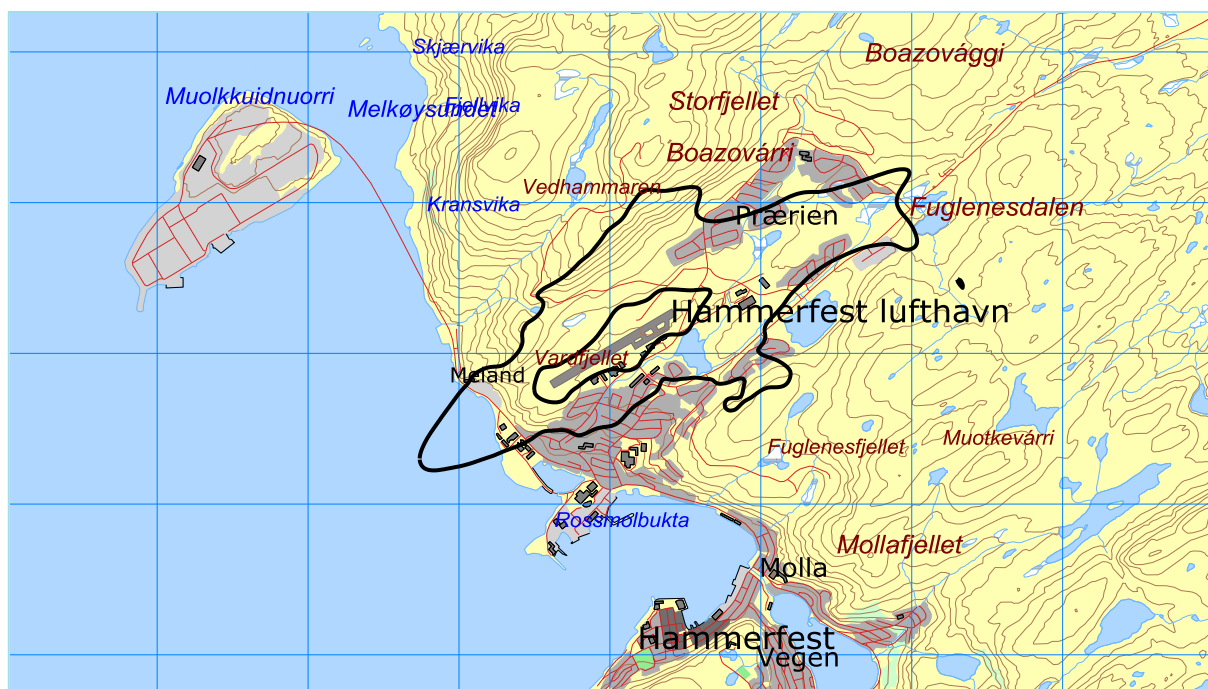 Skjærvika
Boazovággi
Muolkkuidnuorri
Melkøysundet
Fjellvika
Storfjellet
Boazovárri
Vedhammaren
Kransvika
Prærien
Fuglenesdalen
Hammerfest lufthavn
Vardfjellet
Meland
Fuglenesfjellet
Muotkevárri
Rossmolbukta
Mollafjellet
Molla
Hammerfest
Vegen